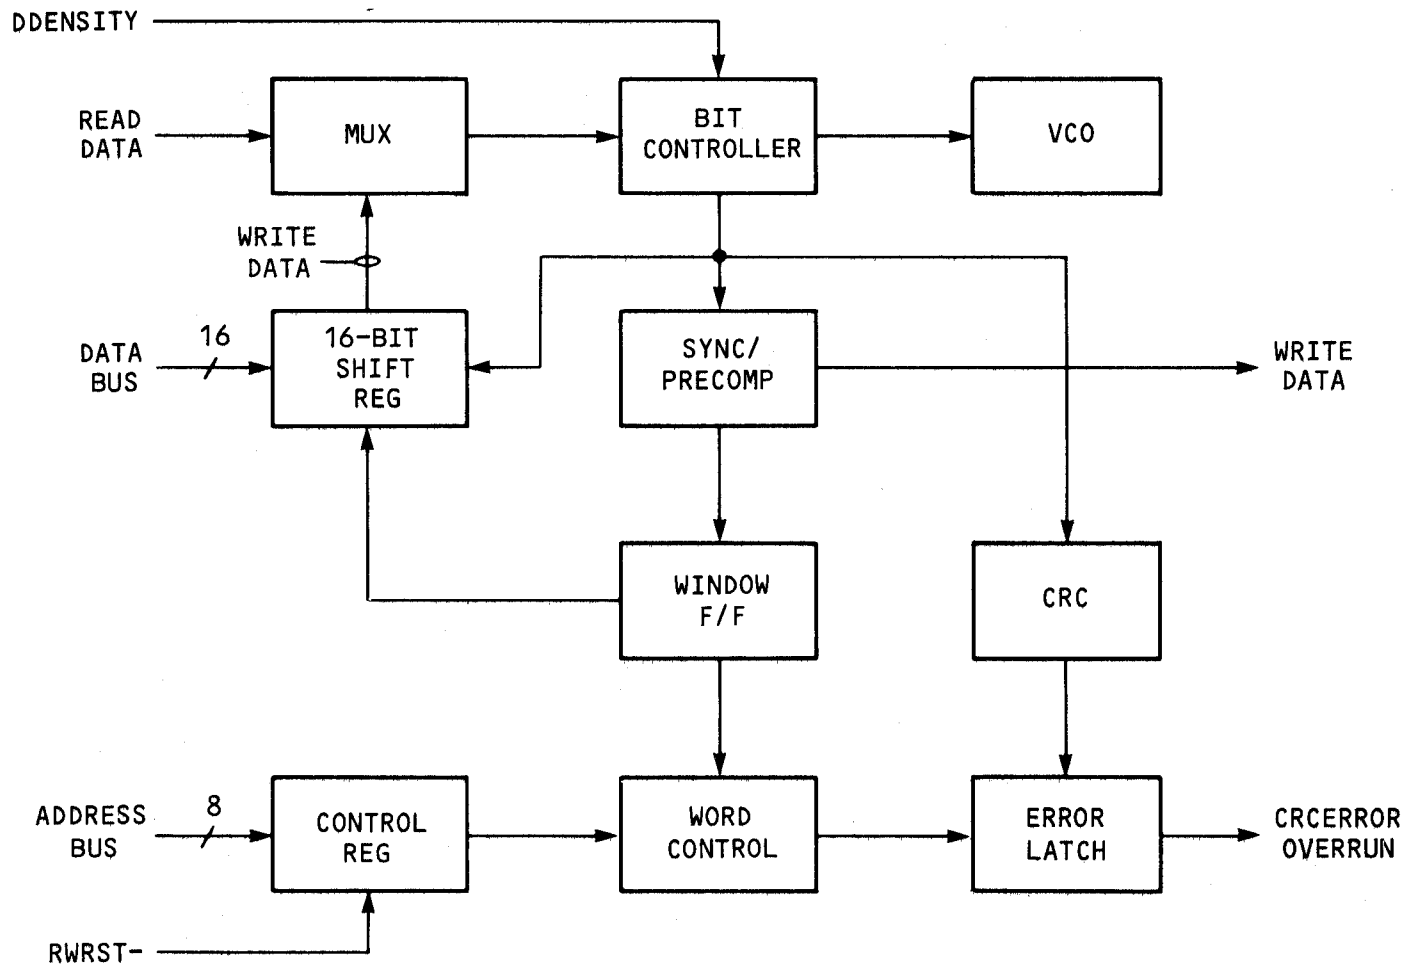 DDENSITY
READ
DATA
MUX
BIT
CONTROLLER
VCO
WRITE
DATA
DATA
BUS
16
16-BIT
SHIFT
REG
SYNC/
PRECOMP
WRITE
DATA
WINDOW
F/F
CRC
ADDRESS
BUS
8
CONTROL
REG
WORD
CONTROL
ERROR
LATCH
CRCERROR
OVERRUN
RWRST-